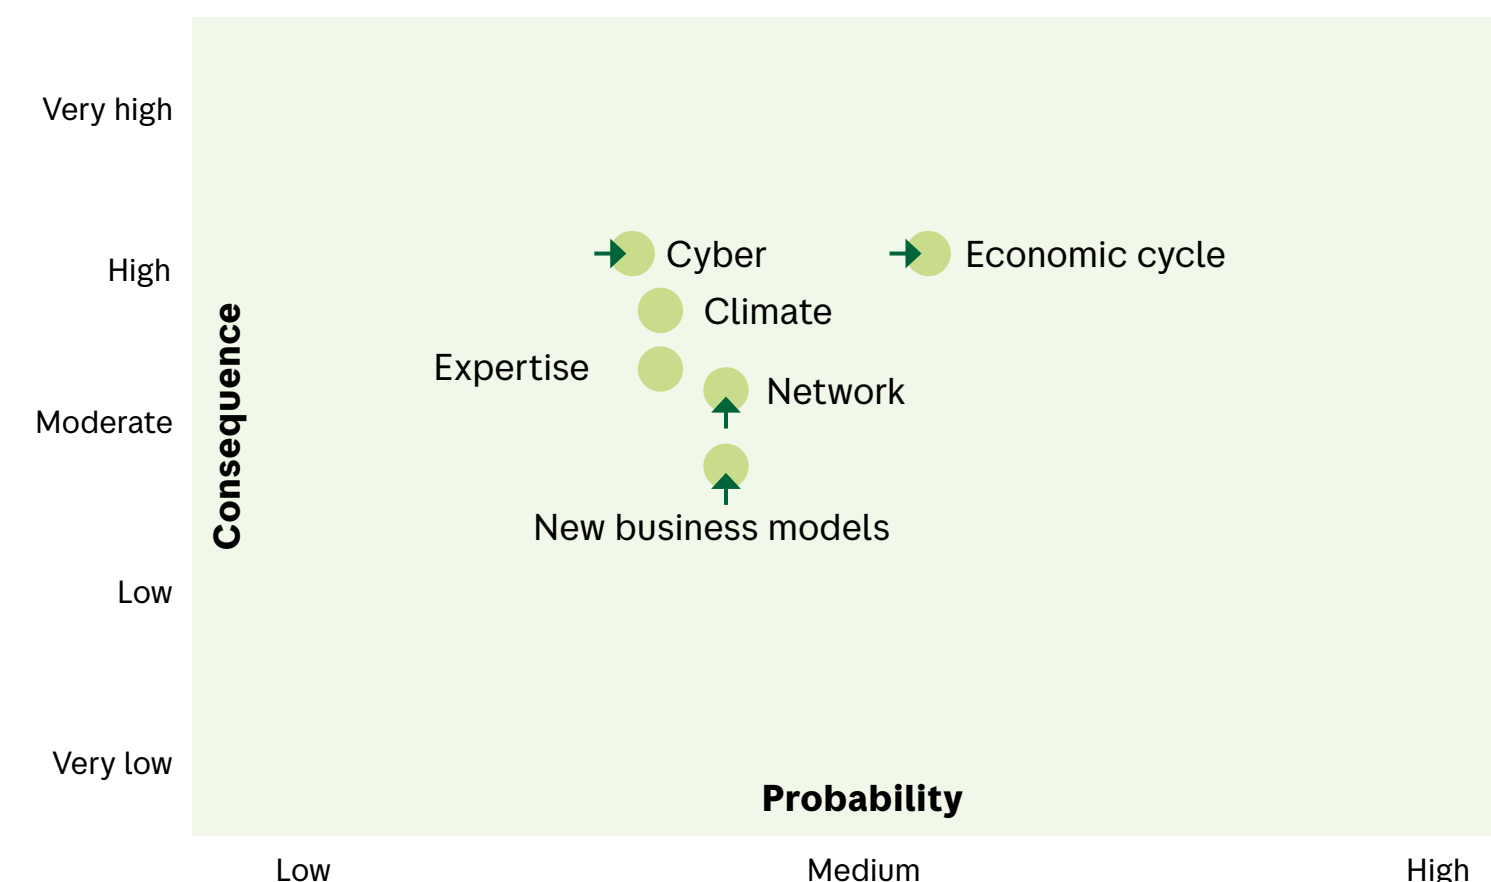 Very high
High
Moderate
Low
Very low
Consequence
Cyber
Economic cycle
Climate
Expertise
Network
New business models
Probability
Low
Medium
High